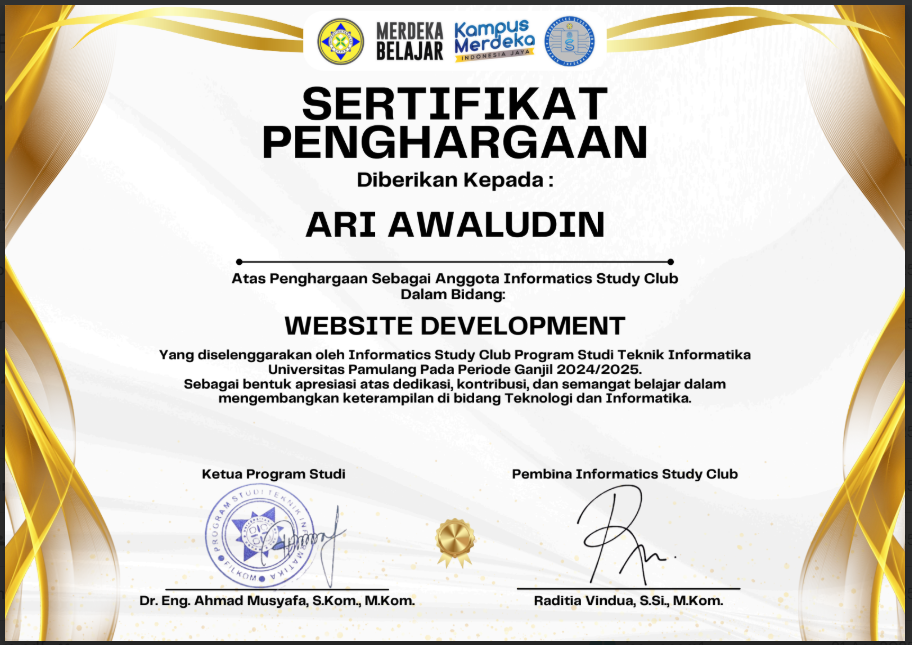 MERDEKA
BELAJAR
Kampus
Merdeka
INDONESIA JAYA
SERTIFIKAT
PENGHARGAAN
Diberikan Kepada :
ARI AWALUDIN
Atas Penghargaan Sebagai Anggota Informatics Study Club
Dalam Bidang:
WEBSITE DEVELOPMENT
Yang diselenggarakan oleh Informatics Study Club Program Studi Teknik Informatika
Universitas Pamulang Pada Periode Ganjil 2024/2025.
Sebagai bentuk apresiasi atas dedikasi, kontribusi, dan semangat belajar dalam
mengembangkan keterampilan di bidang Teknologi dan Informatika.
Ketua Program Studi
Pembina Informatics Study Club
PROGRAM STUDI TEKNIK INFORMATIKA
FILKOM
Dr. Eng. Ahmad Musyafa, S.Kom., M.Kom.
Raditia Vindua, S.Si., M.Kom.